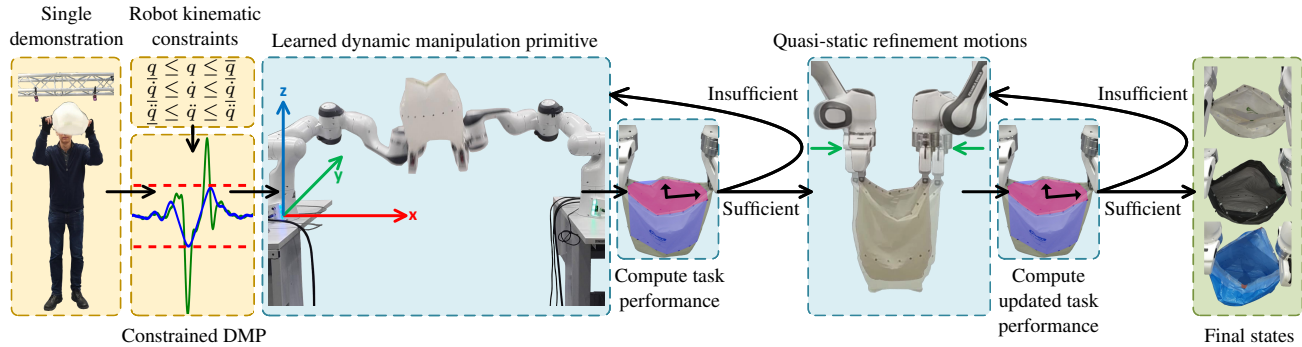 Single
demonstration
Robot kinematic
constraints
q ≤ q ≤ q̅
q̇ ≤ q̇ ≤ q̇̅
q̈ ≤ q̈ ≤ q̈̅
Constrained DMP
Learned dynamic manipulation primitive
z
y
x
Insufficient
Sufficient
Compute task
performance
Quasi-static refinement motions
Insufficient
Sufficient
Compute
updated task
performance
Final states